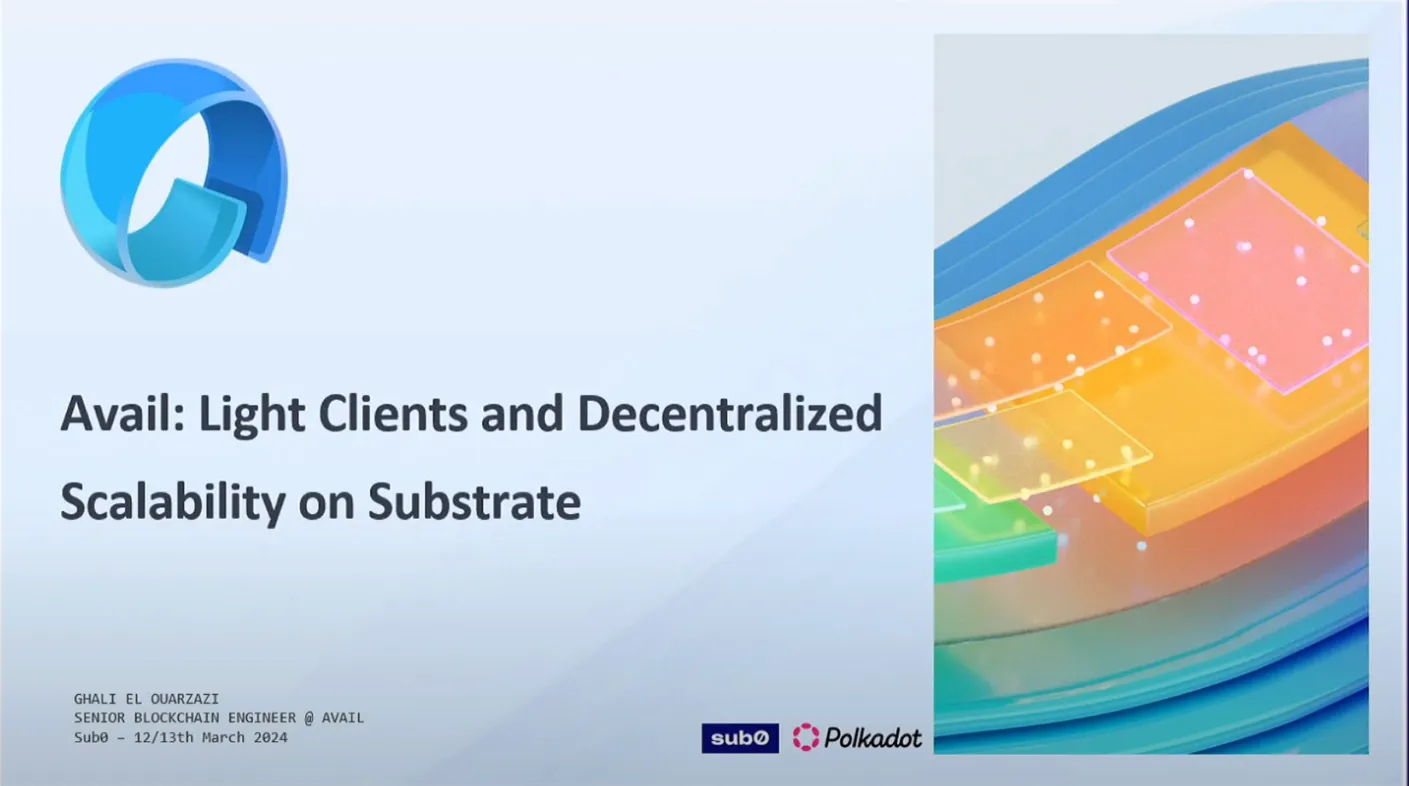 Avail: Light Clients and Decentralized
Scalability on Substrate
GHALI EL OUARZAZI
SENIOR BLOCKCHAIN ENGINEER @ AVAIL
Sub0 – 12/13th March 2024
sub0 Polkadot